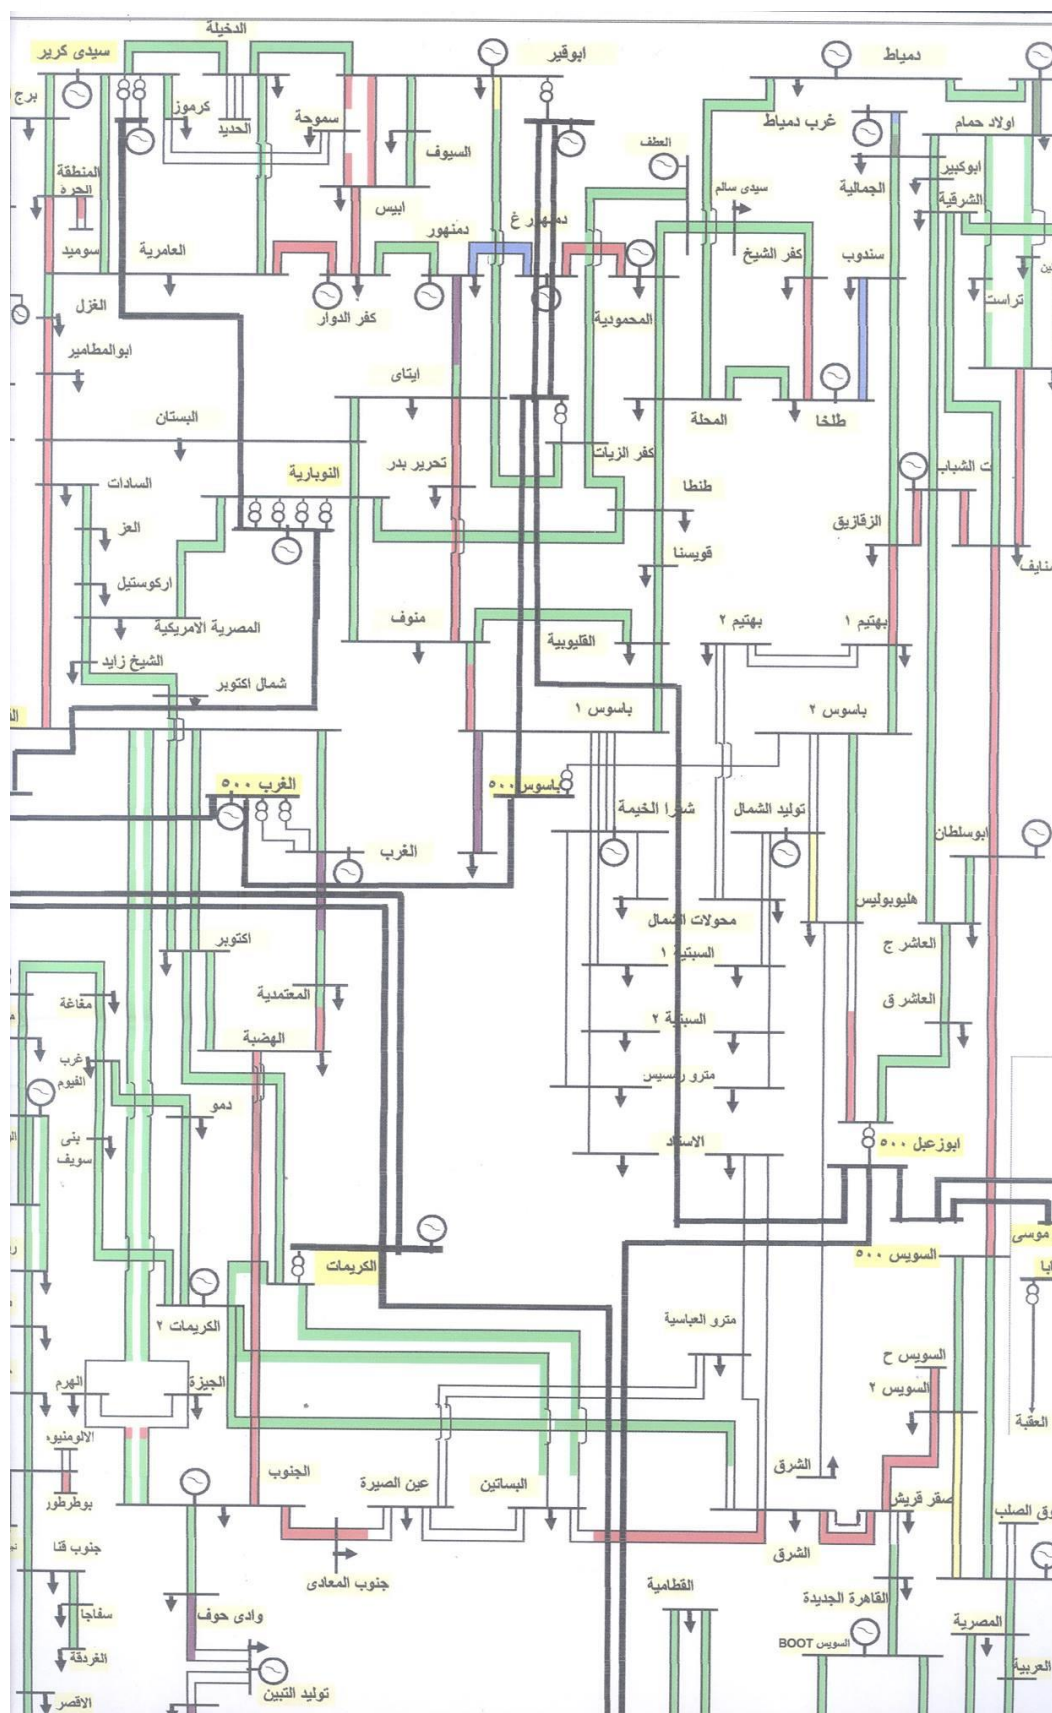 الدخيلة
سيدى كرير
ابوقير
دمياط
برج
كرموز
الحديد
سموحة
السيوف
العطف
غرب دمياط
اولاد حمام
المنطقة
الحرة
ابيس
سيدى سالم
الجمالية
ابوكبير
الشرقية
سوميد
العامرية
دمنهور
دمنهور غ
كفر الشيخ
سندوب
الغزل
كفر الدوار
المحمودية
تراست
ابوالمطامير
ايتاى
البستان
المحلة
طلخا
تحرير بدر
كفر الزيات
النوبارية
ت الشباب
السادات
طنطا
العز
الزقازيق
قويسنا
اركوستيل
المصرية الامريكية
منوف
القليوبية
بهتيم ٢
بهتيم ١
الشيخ زايد
شمال اكتوبر
باسوس ١
باسوس ٢
الغرب ٥٠٠
باسوس ٥٠٠
شبرا الخيمة
توليد الشمال
ابوسلطان
الغرب
هليوبوليس
محولات الشمال
اكتوبر
السبتية ١
العاشر ج
المعتمدية
مغاغة
العاشر ق
السبتية ٢
الهضبة
غرب
الفيوم
مترو رمسيس
دمو
بنى
سويف
الاستاد
ابوزعبل ٥٠٠
موسى
السويس ٥٠٠
الكريمات
الكريمات ٢
مترو العباسية
السويس ح
السويس ٢
الهرم
الجيزة
العقبة
بوطرطور
الجنوب
عين الصيرة
البساتين
الشرق
صقر قريش
جنوب قنا
جنوب المعادى
الشرق
القطامية
القاهرة الجديدة
سفاجا
وادى حوف
المصرية
الغردقة
السويس BOOT
العربية
الاقصر
توليد التبين